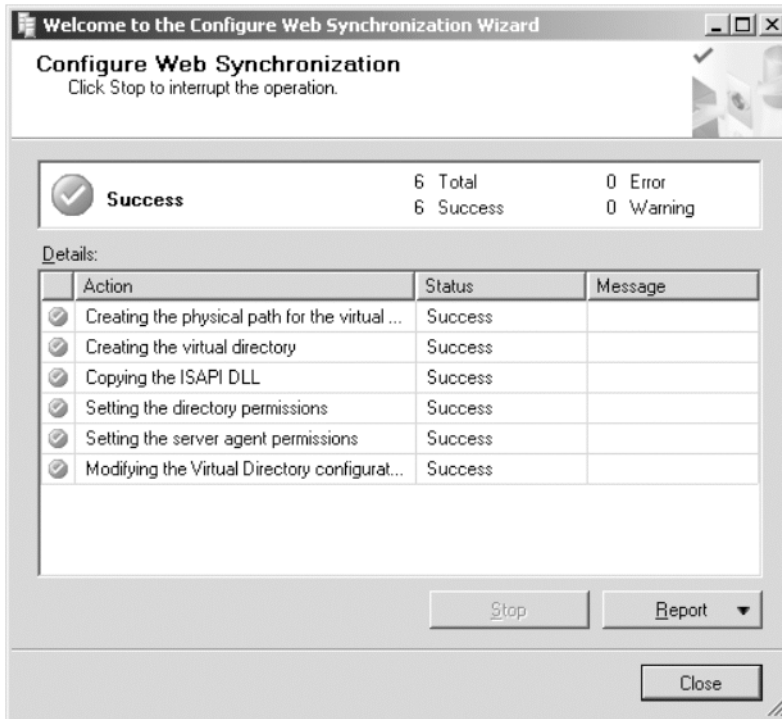 Welcome to the Configure Web Synchronization Wizard
Configure Web Synchronization
Click Stop to interrupt the operation.
Success 6 Total 0 Error
6 Success 0 Warning
Details:
Action Status Message
Creating the physical path for the virtual ... Success
Creating the virtual directory Success
Copying the ISAPI DLL Success
Setting the directory permissions Success
Setting the server agent permissions Success
Modifying the Virtual Directory configurat... Success
Stop Report
Close